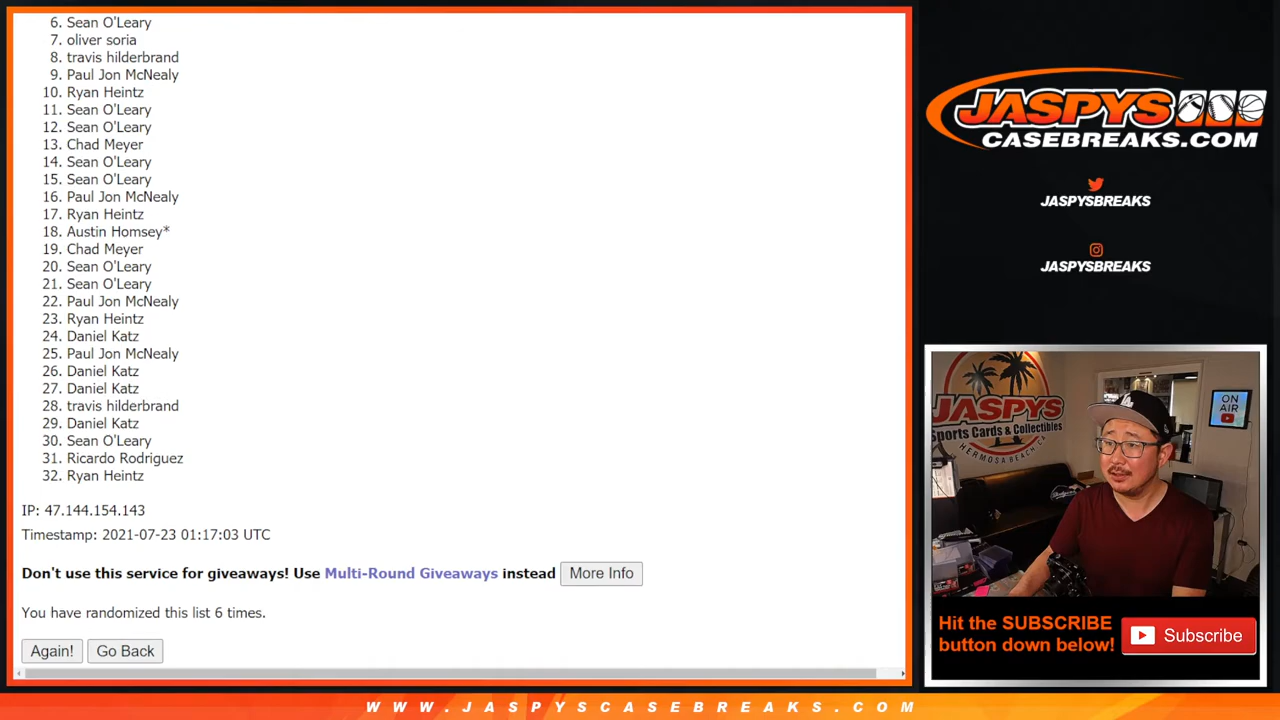 6. Sean O'Leary
7. oliver soria
8. travis hilderbrand
9. Paul Jon McNealy
10. Ryan Heintz
11. Sean O'Leary
12. Sean O'Leary
13. Chad Meyer
14. Sean O'Leary
15. Sean O'Leary
16. Paul Jon McNealy
17. Ryan Heintz
18. Austin Homsey*
19. Chad Meyer
20. Sean O'Leary
21. Sean O'Leary
22. Paul Jon McNealy
23. Ryan Heintz
24. Daniel Katz
25. Paul Jon McNealy
26. Daniel Katz
27. Daniel Katz
28. travis hilderbrand
29. Daniel Katz
30. Sean O'Leary
31. Ricardo Rodriguez
32. Ryan Heintz
IP: 47.144.154.143
Timestamp: 2021-07-23 01:17:03 UTC
Don't use this service for giveaways! Use Multi-Round Giveaways instead More Info
You have randomized this list 6 times.
Again! Go Back
JASPYS
CASEBREAKS.COM
JASPYSBREAKS
JASPYSBREAKS
JASPYS
Sports Cards & Collectibles
HERMOSA BEACH, CA
ON
AIR
LA
Hit the SUBSCRIBE
button down below!
Subscribe
WWW.JASPYSCASEBREAKS.COM